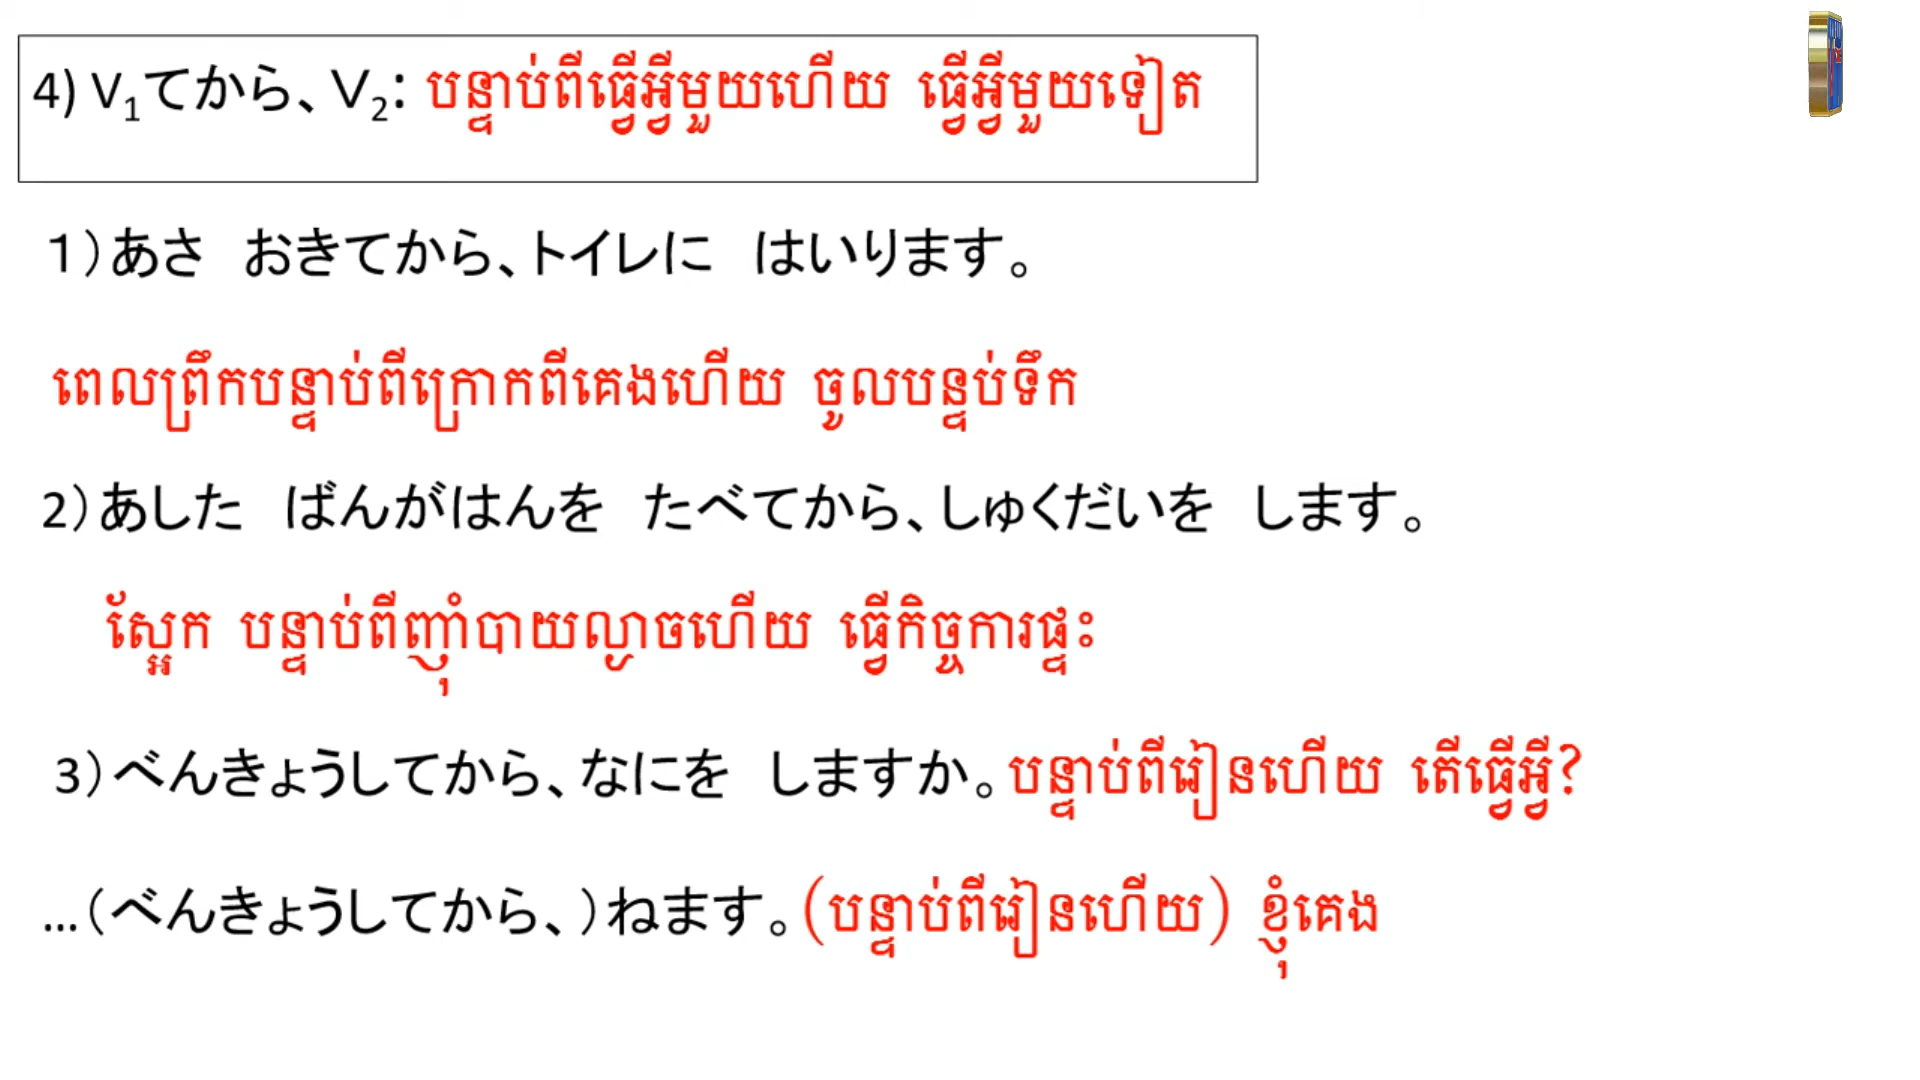 4) V₁てから、V₂: បន្ទាប់ពីធ្វើអ្វីមួយហើយ ធ្វើអ្វីមួយទៀត
１）あさ　おきてから、トイレに　はいります。
ពេលព្រឹកបន្ទាប់ពីក្រោកពីគេងហើយ ចូលបន្ទប់ទឹក
2）あした　ばんがはんを　たべてから、しゅくだいを　します。
ស្អែក បន្ទាប់ពីញ៉ាំបាយល្ងាចហើយ ធ្វើកិច្ចការផ្ទះ
3）べんきょうしてから、なにを　しますか。បន្ទាប់ពីរៀនហើយ តើធ្វើអ្វី?
…（べんきょうしてから、）ねます。(បន្ទាប់ពីរៀនហើយ) ខ្ញុំគេង